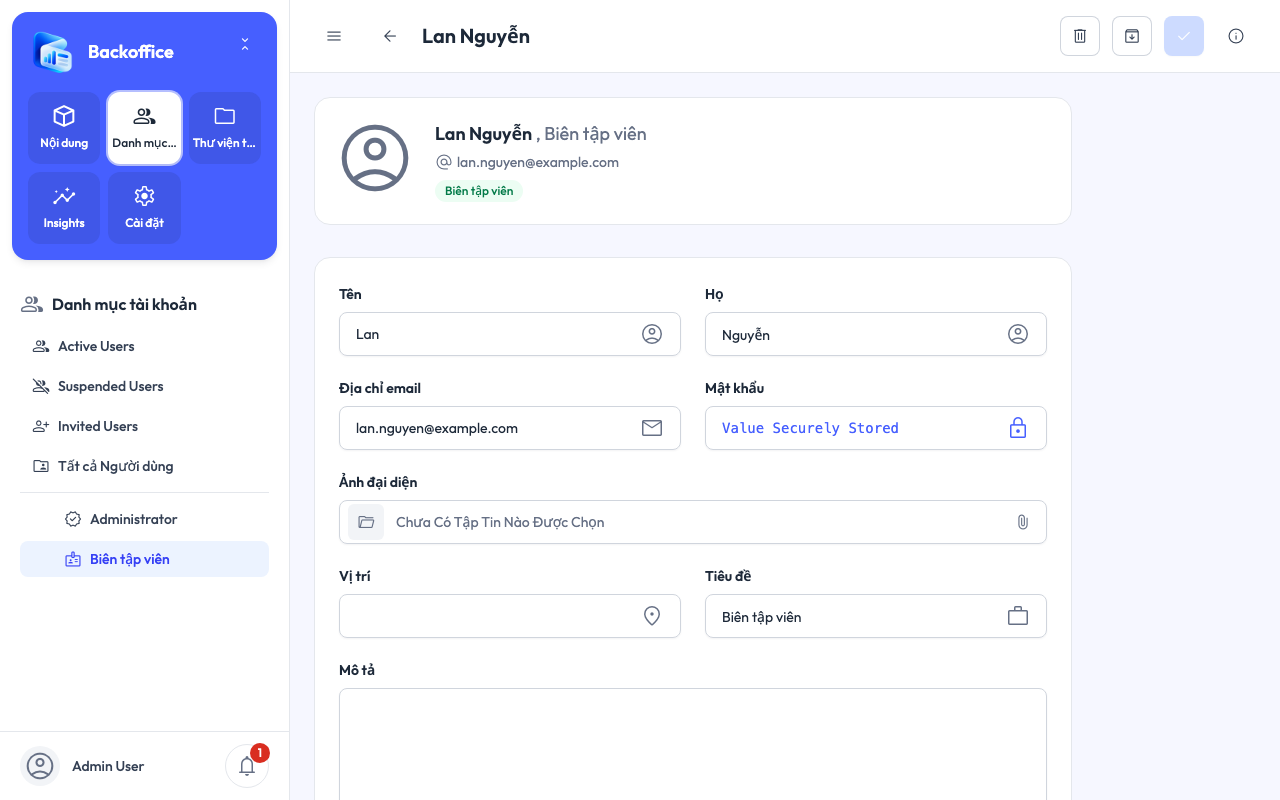 Backoffice
Nội dung
Danh mục...
Thư viện t...
Insights
Cài đặt
Danh mục tài khoản
Active Users
Suspended Users
Invited Users
Tất cả Người dùng
Administrator
Biên tập viên
Admin User
1
Lan Nguyễn
Lan Nguyễn , Biên tập viên
lan.nguyen@example.com
Biên tập viên
Tên
Họ
Lan
Nguyễn
Địa chỉ email
Mật khẩu
lan.nguyen@example.com
Value Securely Stored
Ảnh đại diện
Chưa Có Tập Tin Nào Được Chọn
Vị trí
Tiêu đề
Biên tập viên
Mô tả